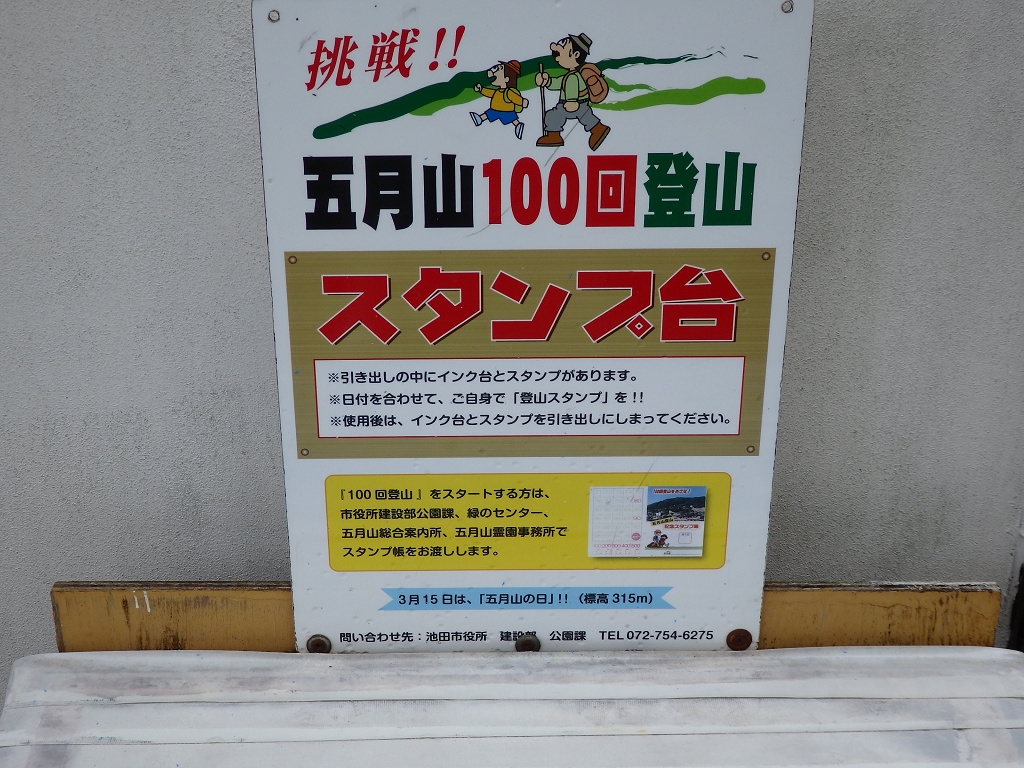 挑戦!!
五月山100回登山
スタンプ台
※引き出しの中にインク台とスタンプがあります。
※日付を合わせて、ご自身で「登山スタンプ」を!!
※使用後は、インク台とスタンプを引き出しにしまってください。
『100回登山』をスタートする方は、
市役所建設部公園課、緑のセンター、
五月山総合案内所、五月山霊園事務所で
スタンプ帳をお渡しします。
記念スタンプ帳
3月15日は、「五月山の日」!!(標高315m)
問い合わせ先:池田市役所 建設部 公園課 TEL 072-754-6275